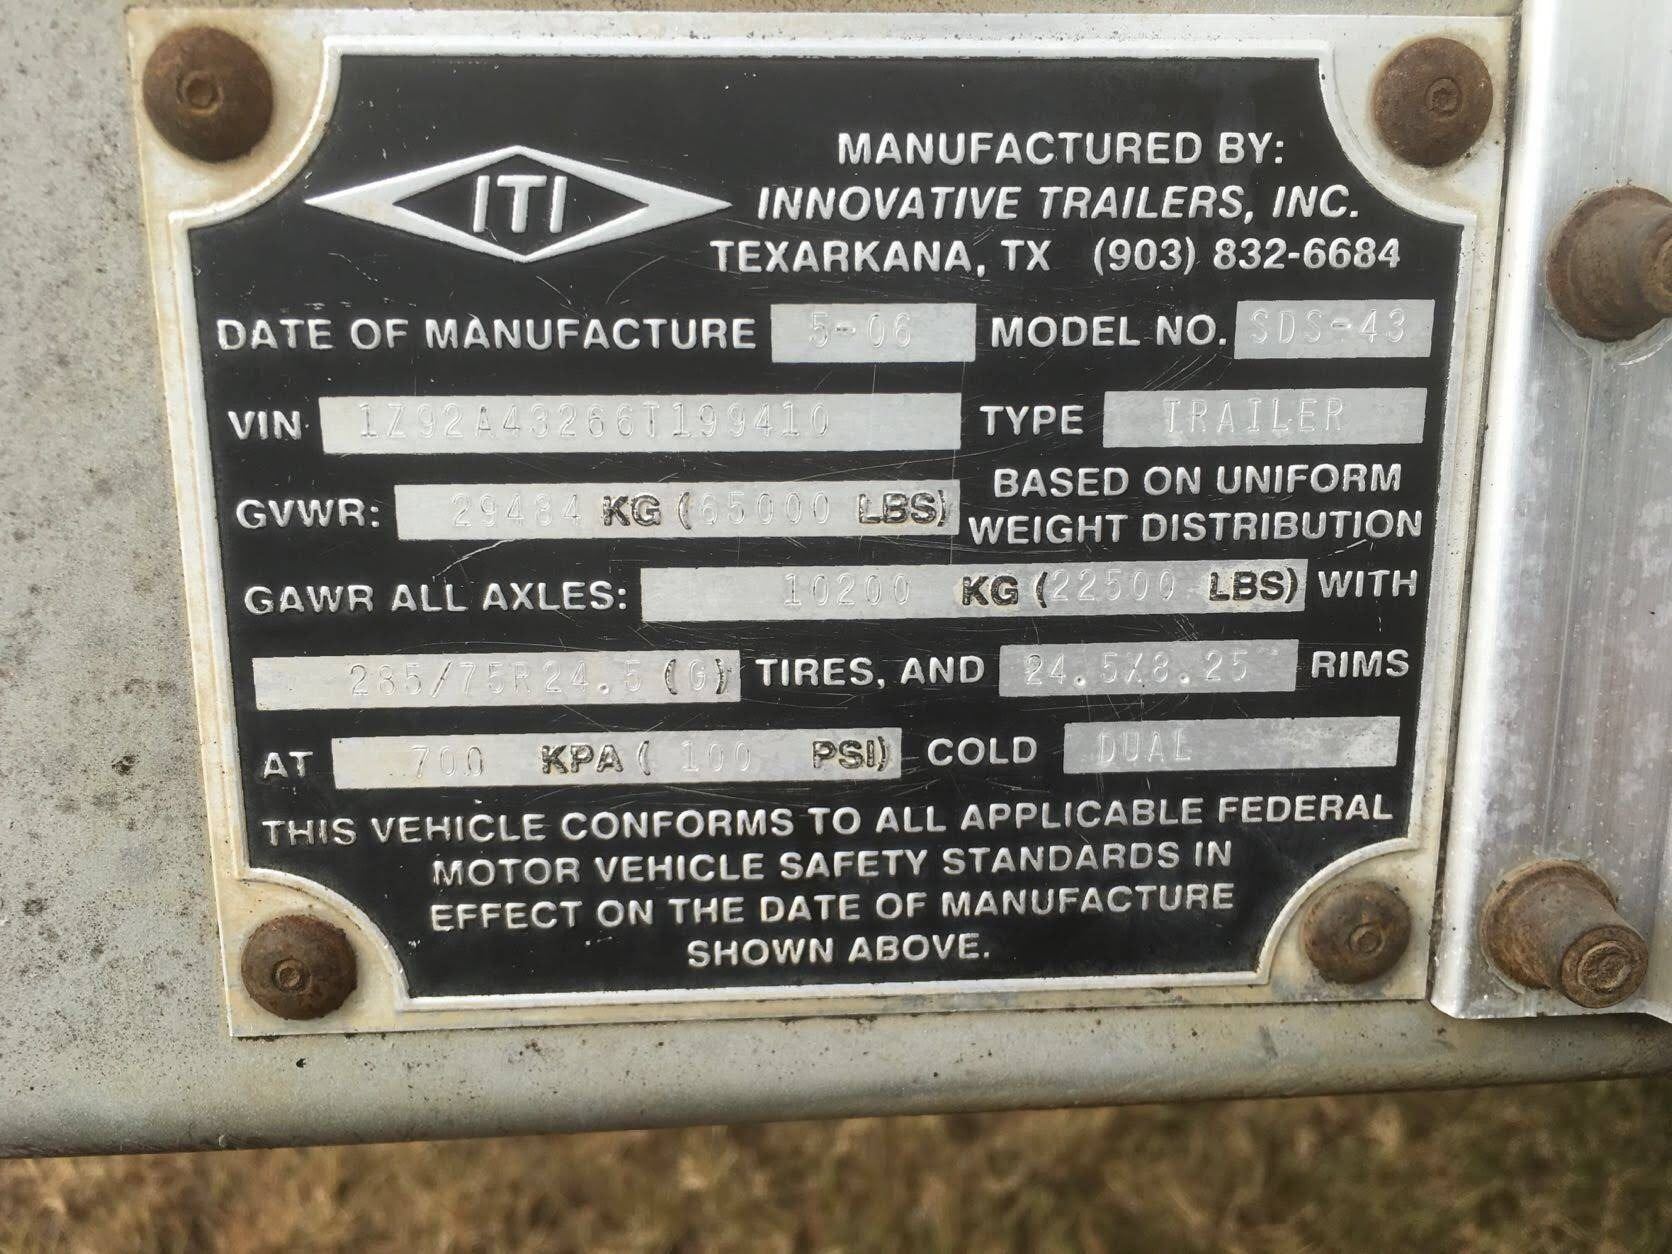 ITI
MANUFACTURED BY:
INNOVATIVE TRAILERS, INC.
TEXARKANA, TX (903) 832-6684
DATE OF MANUFACTURE 5-06 MODEL NO. SDS-43
VIN 1Z92A43266T199410 TYPE TRAILER
GVWR: 29484 KG (65000 LBS) BASED ON UNIFORM
WEIGHT DISTRIBUTION
GAWR ALL AXLES: 10200 KG (22500 LBS) WITH
285/75R24.5 (G) TIRES, AND 24.5X8.25 RIMS
AT 700 KPA ( 100 PSI) COLD DUAL
THIS VEHICLE CONFORMS TO ALL APPLICABLE FEDERAL
MOTOR VEHICLE SAFETY STANDARDS IN
EFFECT ON THE DATE OF MANUFACTURE
SHOWN ABOVE.